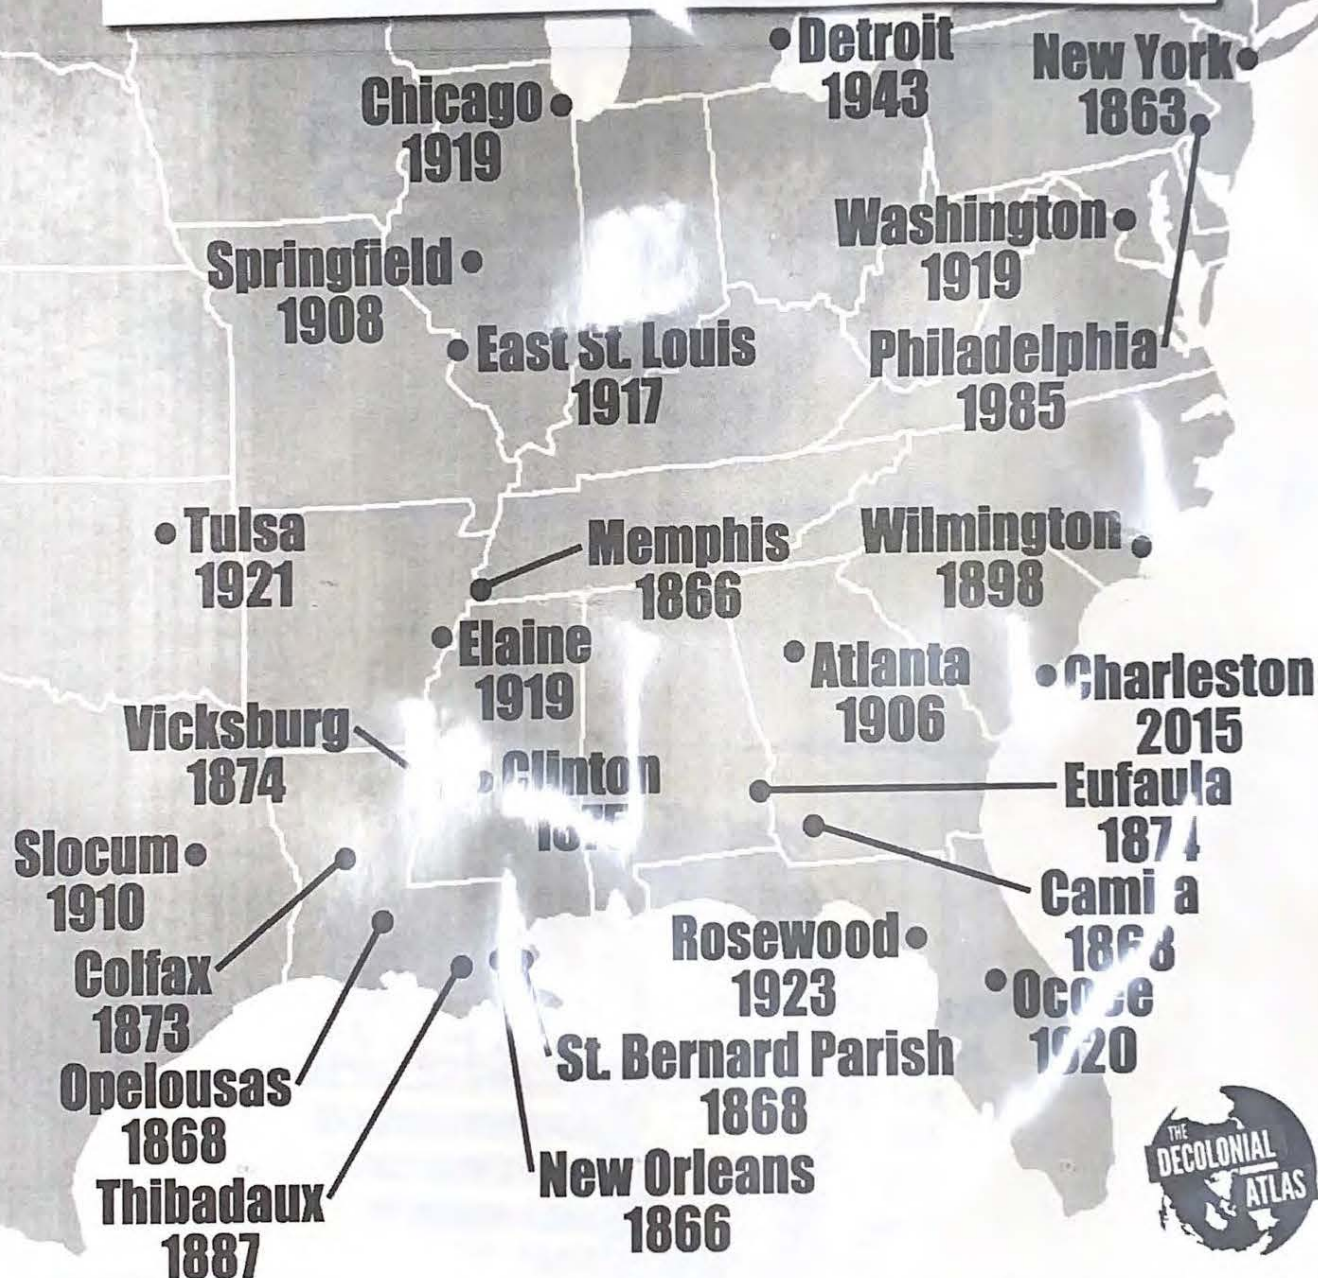 Detroit
1943
New York
1863
Chicago
1919
Washington
1919
Springfield
1908
East St. Louis
1917
Philadelphia
1985
Tulsa
1921
Memphis
1866
Wilmington
1898
Elaine
1919
Atlanta
1906
Charleston
2015
Vicksburg
1874
Clinton
Eufaula
Slocum
1910
Colfax
1873
Rosewood
1923
Opelousas
1868
St. Bernard Parish
1868
Thibadaux
1887
New Orleans
1866
THE
DECOLONIAL
ATLAS